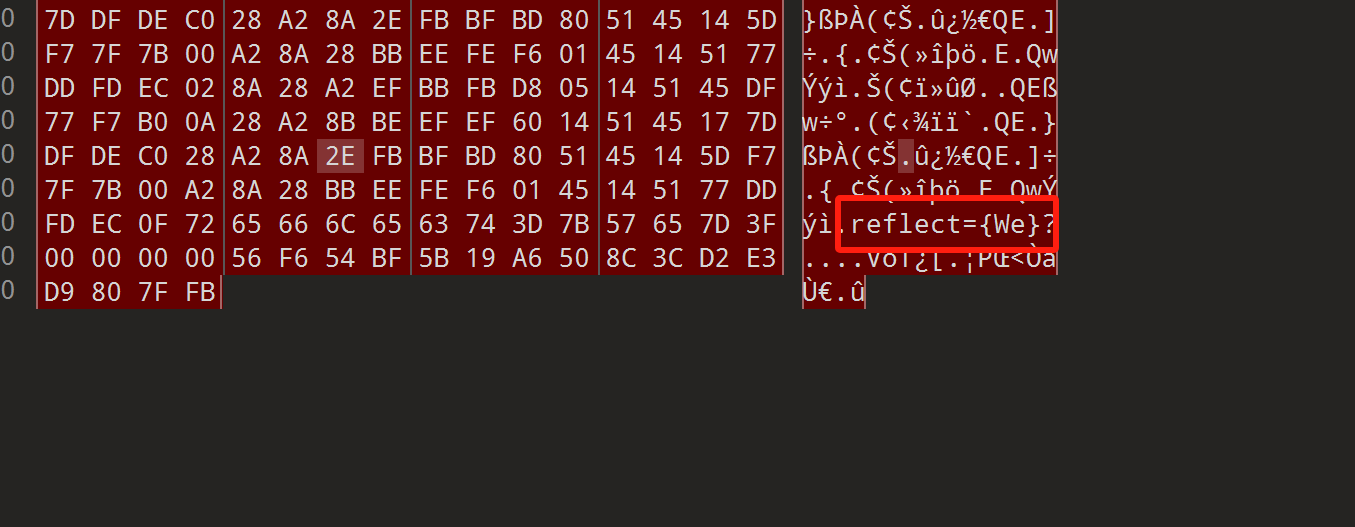 0 7D DF DE C0 28 A2 8A 2E FB BF BD 80 51 45 14 5D }ßÞÀ(¢Š.û¿½€QE.]
0 F7 7F 7B 00 A2 8A 28 BB EE FE F6 01 45 14 51 77 ÷.{.¢Š(»îþö.E.Qw
0 DD FD EC 02 8A 28 A2 EF BB FB D8 05 14 51 45 DF Ýýì.Š(¢ï»ûØ..QEß
0 77 F7 B0 0A 28 A2 8B BE EF EF 60 14 51 45 17 7D w÷°.(¢‹¾ïï`.QE.}
0 DF DE C0 28 A2 8A 2E FB BF BD 80 51 45 14 5D F7 ßÞÀ(¢Š.û¿½€QE.]÷
0 7F 7B 00 A2 8A 28 BB EE FE F6 01 45 14 51 77 DD .{.¢Š(»îþö.E.QwÝ
0 FD EC 0F 72 65 66 6C 65 63 74 3D 7B 57 65 7D 3F ýì.reflect={We}?
0 00 00 00 00 56 F6 54 BF 5B 19 A6 50 8C 3C D2 E3 ....VöT¿[.¦PŒ<Òã
0 D9 80 7F FB Ù€.û